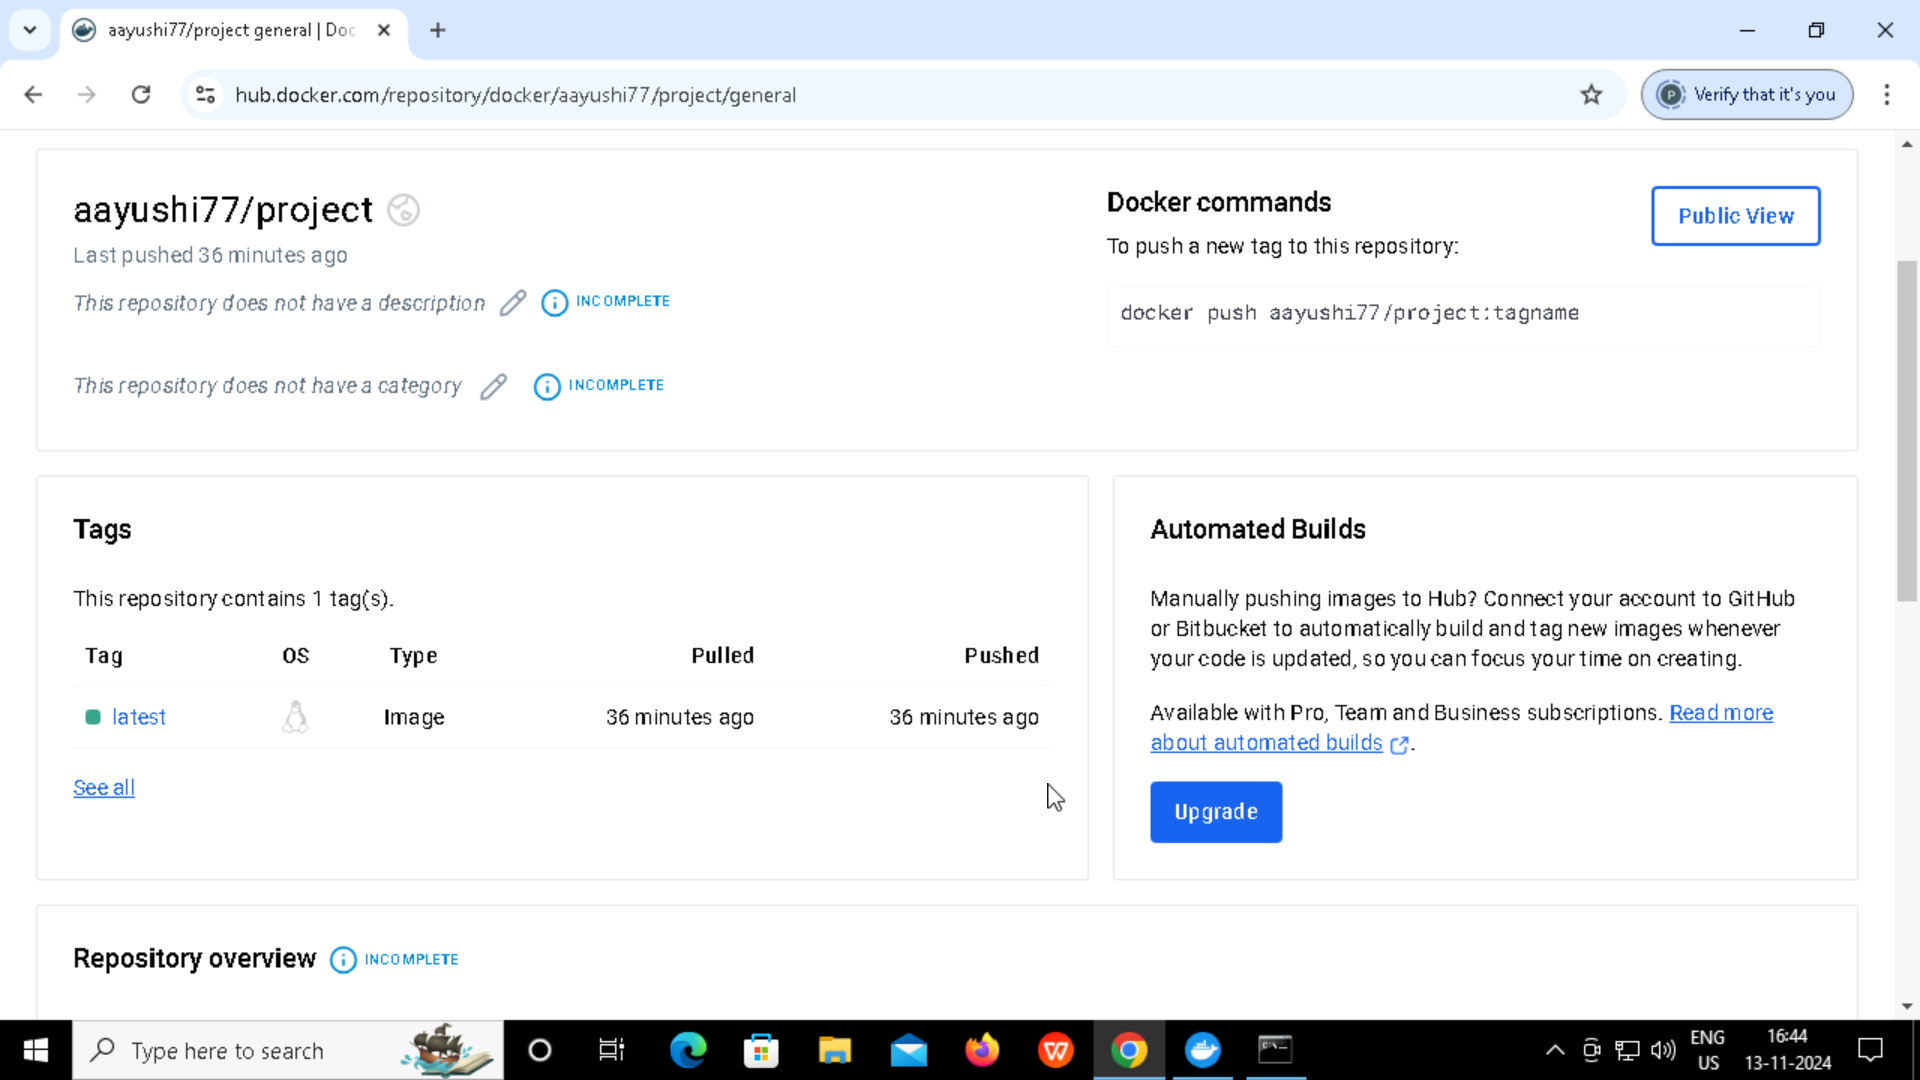 aayushi77/project general | Doc
hub.docker.com/repository/docker/aayushi77/project/general
P
Verify that it's you
aayushi77/project
Last pushed 36 minutes ago
This repository does not have a description
INCOMPLETE
This repository does not have a category
INCOMPLETE
Docker commands
To push a new tag to this repository:
Public View
docker push aayushi77/project:tagname
Tags
This repository contains 1 tag(s).
Tag OS Type Pulled Pushed
latest Image 36 minutes ago 36 minutes ago
See all
Automated Builds
Manually pushing images to Hub? Connect your account to GitHub
or Bitbucket to automatically build and tag new images whenever
your code is updated, so you can focus your time on creating.
Available with Pro, Team and Business subscriptions. Read more
about automated builds .
Upgrade
Repository overview
INCOMPLETE
Type here to search
ENG
US
16:44
13-11-2024